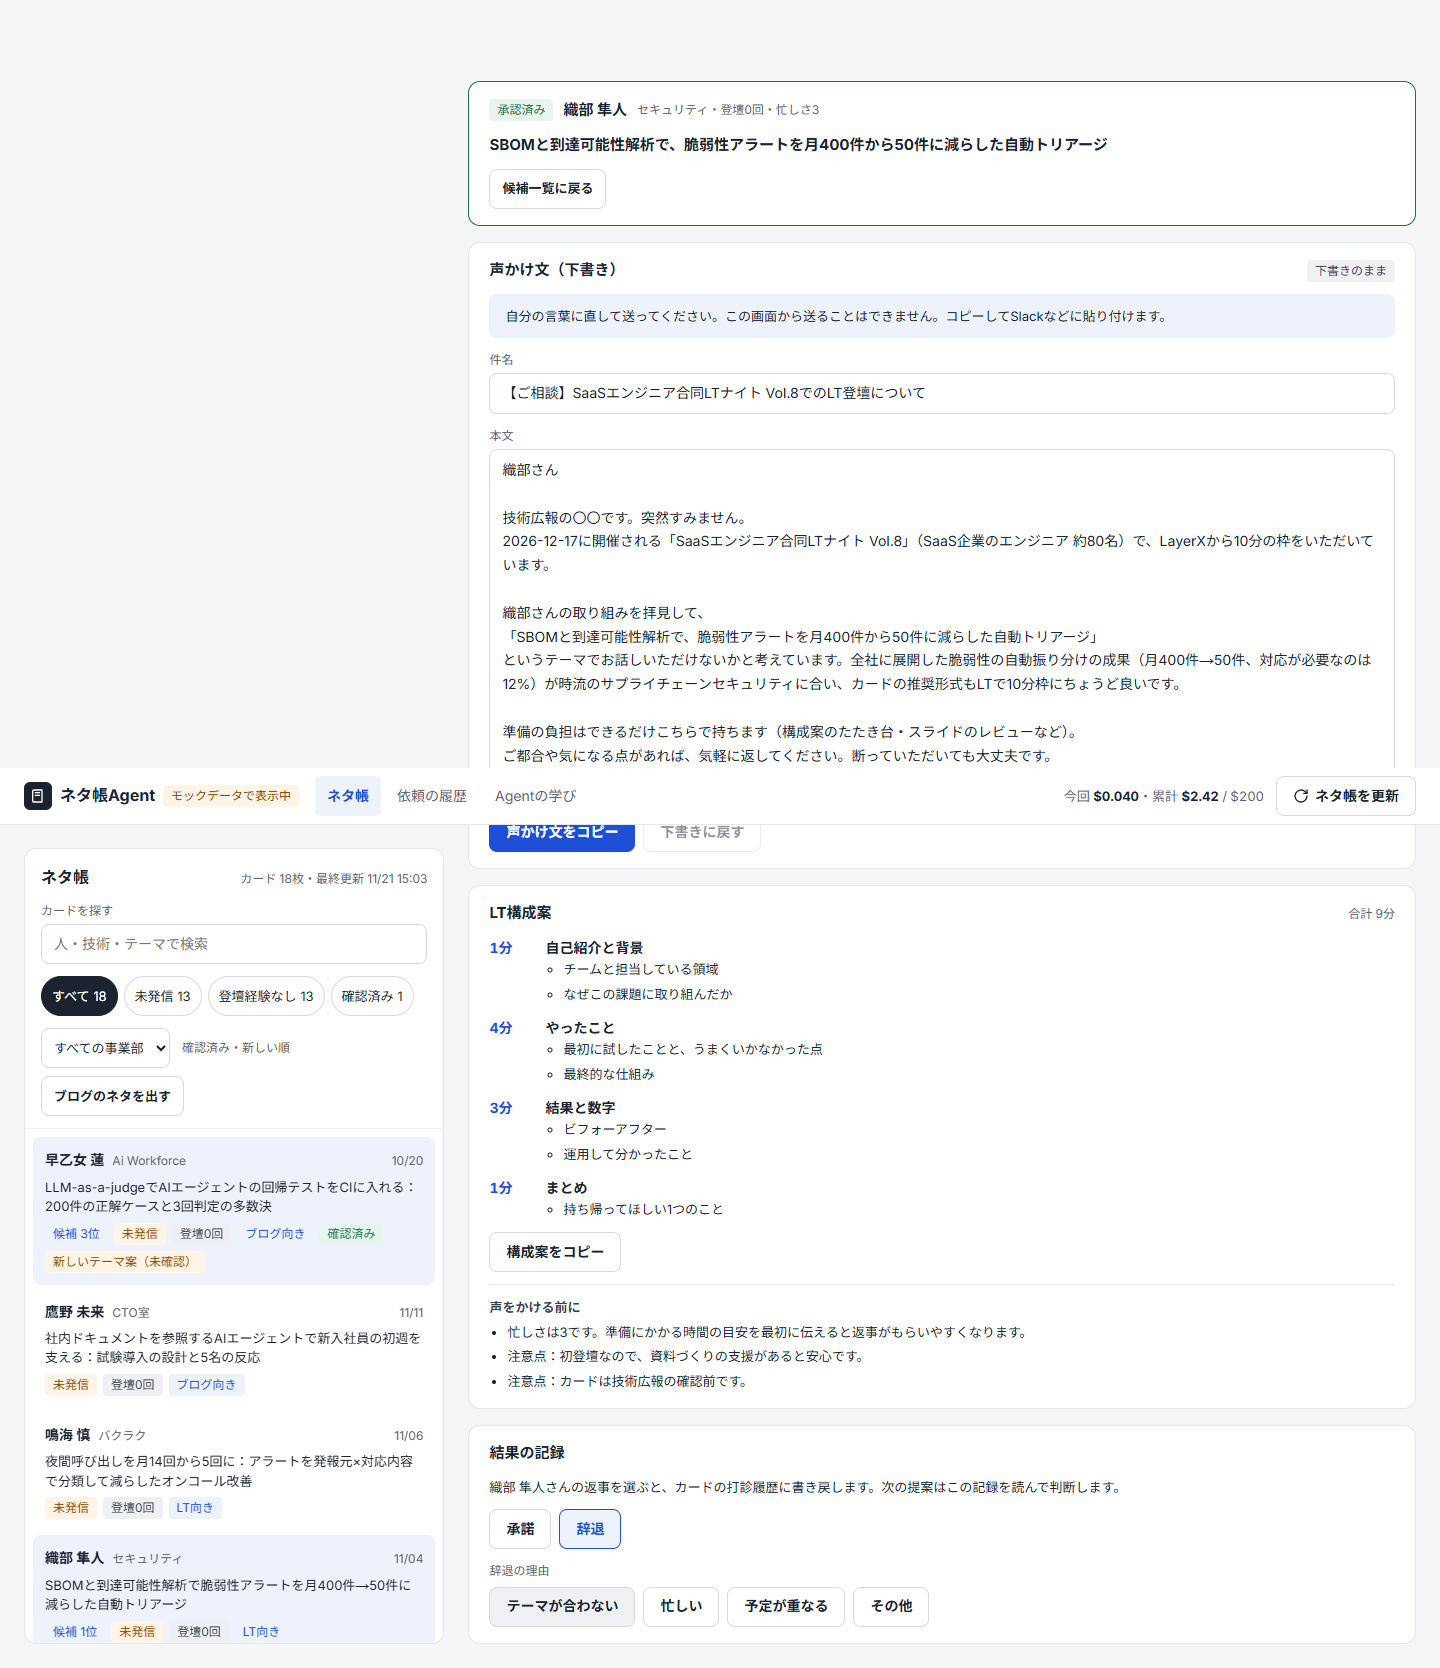 承認済み 織部 隼人 セキュリティ・登壇0回・忙しさ3
SBOMと到達可能性解析で、脆弱性アラートを月400件から50件に減らした自動トリアージ
候補一覧に戻る
声かけ文（下書き） 下書きのまま
自分の言葉に直して送ってください。この画面から送ることはできません。コピーしてSlackなどに貼り付けます。
件名
【ご相談】SaaSエンジニア合同LTナイト Vol.8でのLT登壇について
本文
織部さん
技術広報の〇〇です。突然すみません。
2026-12-17に開催される「SaaSエンジニア合同LTナイト Vol.8」（SaaS企業のエンジニア 約80名）で、LayerXから10分の枠をいただいて
います。
織部さんの取り組みを拝見して、
「SBOMと到達可能性解析で、脆弱性アラートを月400件から50件に減らした自動トリアージ」
というテーマでお話しいただけないかと考えています。全社に展開した脆弱性の自動振り分けの成果（月400件→50件、対応が必要なのは
12%）が時流のサプライチェーンセキュリティに合い、カードの推奨形式もLTで10分枠にちょうど良いです。
準備の負担はできるだけこちらで持ちます（構成案のたたき台・スライドのレビューなど）。
ご都合や気になる点があれば、気軽に返してください。断っていただいても大丈夫です。
ネタ帳Agent モックデータで表示中 ネタ帳 依頼の履歴 Agentの学び 今回 $0.040・累計 $2.42 / $200 ネタ帳を更新
声かけ文をコピー 下書きに戻す
ネタ帳 カード 18枚・最終更新 11/21 15:03
カードを探す
人・技術・テーマで検索
すべて 18 未発信 13 登壇経験なし 13 確認済み 1
すべての事業部 確認済み・新しい順
ブログのネタを出す
早乙女 蓮 Ai Workforce 10/20
LLM-as-a-judgeでAIエージェントの回帰テストをCIに入れる：
200件の正解ケースと3回判定の多数決
候補 3位 未発信 登壇0回 ブログ向き 確認済み
新しいテーマ案（未確認）
鷹野 未来 CTO室 11/11
社内ドキュメントを参照するAIエージェントで新入社員の初週を
支える：試験導入の設計と5名の反応
未発信 登壇0回 ブログ向き
鳴海 慎 バクラク 11/06
夜間呼び出しを月14回から5回に：アラートを発報元×対応内容
で分類して減らしたオンコール改善
未発信 登壇0回 LT向き
織部 隼人 セキュリティ 11/04
SBOMと到達可能性解析で脆弱性アラートを月400件→50件に
減らした自動トリアージ
候補 1位 未発信 登壇0回 LT向き
LT構成案 合計 9分
1分 自己紹介と背景
チームと担当している領域
なぜこの課題に取り組んだか
4分 やったこと
最初に試したことと、うまくいかなかった点
最終的な仕組み
3分 結果と数字
ビフォーアフター
運用して分かったこと
1分 まとめ
持ち帰ってほしい1つのこと
構成案をコピー
声をかける前に
忙しさは3です。準備にかかる時間の目安を最初に伝えると返事がもらいやすくなります。
注意点：初登壇なので、資料づくりの支援があると安心です。
注意点：カードは技術広報の確認前です。
結果の記録
織部 隼人さんの返事を選ぶと、カードの打診履歴に書き戻します。次の提案はこの記録を読んで判断します。
承諾 辞退
辞退の理由
テーマが合わない 忙しい 予定が重なる その他